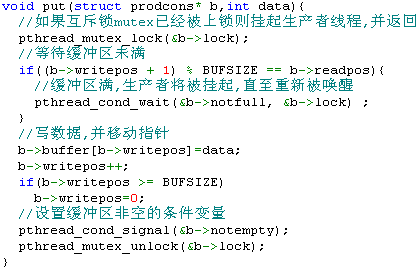 void put(struct prodcons* b,int data){
//如果互斥锁mutex已经被上锁则挂起生产者线程,并返回
pthread_mutex_lock(&b->lock);
//等待缓冲区未满
if((b->writepos + 1) % BUFSIZE == b->readpos){
//缓冲区满,生产者将被挂起,直至重新被唤醒
pthread_cond_wait(&b->notfull, &b->lock) ;
}
//写数据,并移动指针
b->buffer[b->writepos]=data;
b->writepos++;
if(b->writepos >= BUFSIZE)
b->writepos=0;
//设置缓冲区非空的条件变量
pthread_cond_signal(&b->notempty);
pthread_mutex_unlock(&b->lock);
}